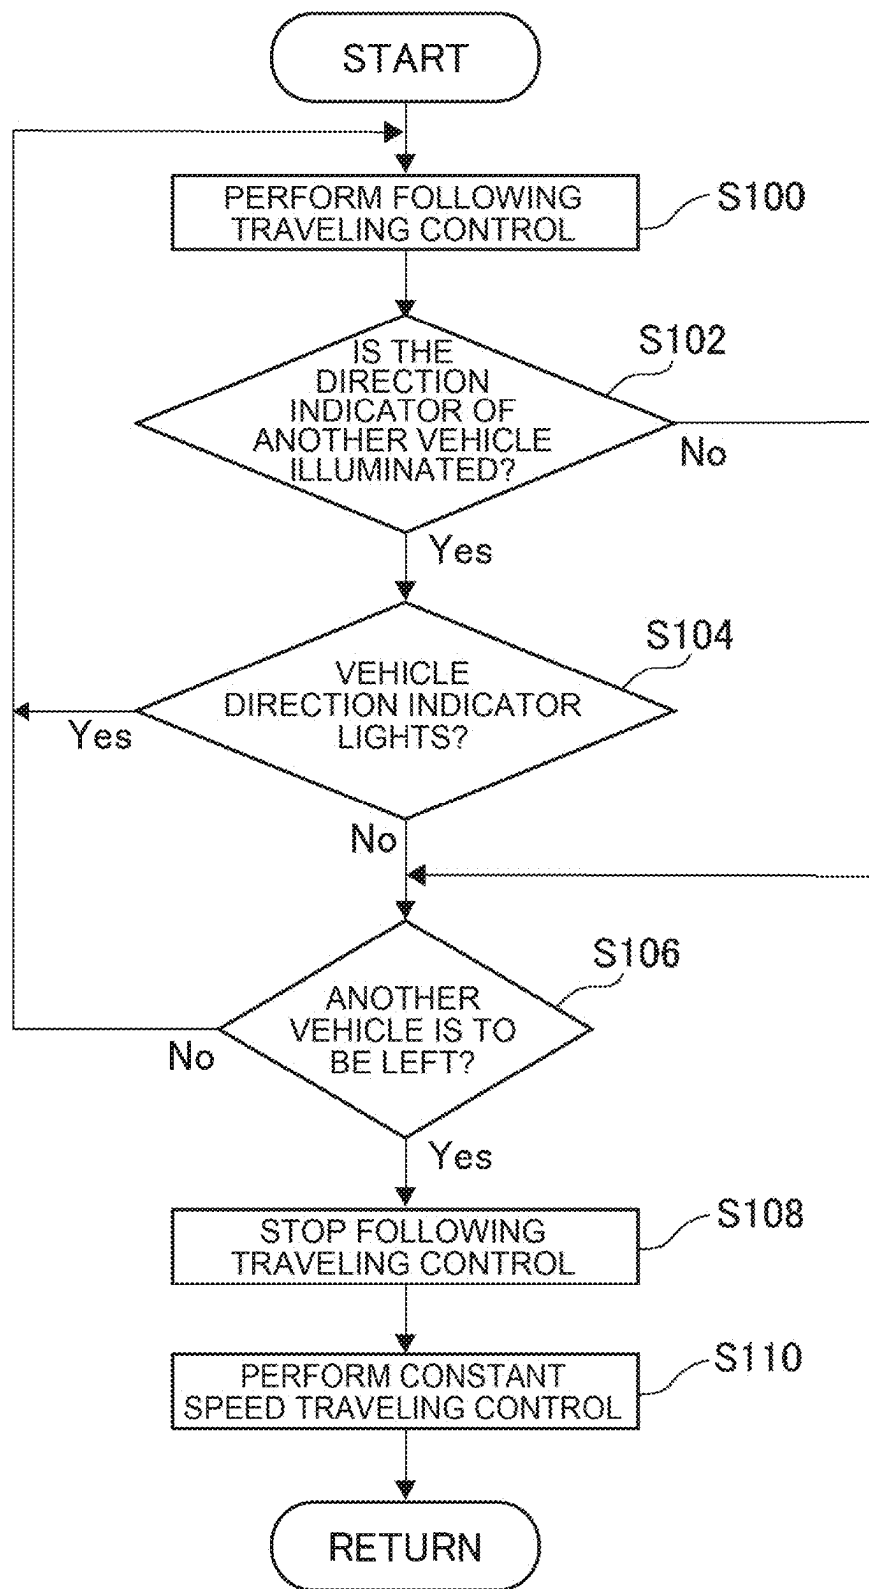 START
PERFORM FOLLOWING
TRAVELING CONTROL
S100
IS THE
DIRECTION
INDICATOR OF
ANOTHER VEHICLE
ILLUMINATED?
S102
No
Yes
VEHICLE
DIRECTION INDICATOR
LIGHTS?
S104
Yes
No
ANOTHER
VEHICLE IS TO
BE LEFT?
S106
No
Yes
STOP FOLLOWING
TRAVELING CONTROL
S108
PERFORM CONSTANT
SPEED TRAVELING CONTROL
S110
RETURN